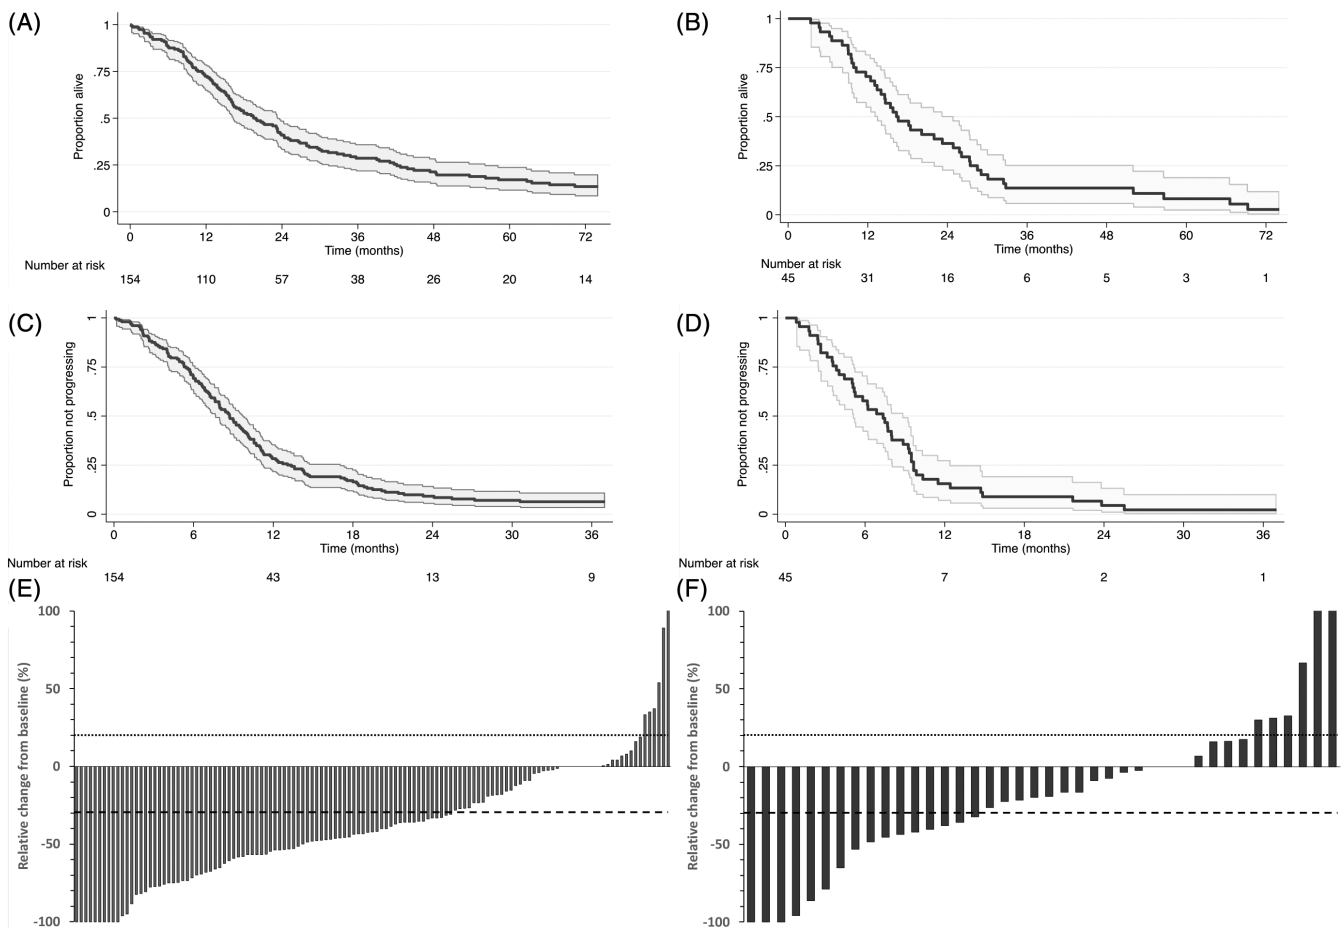 (A)
Proportion alive
1
.75
.5
.25
0
0 12 24 36 48 60 72
Time (months)
Number at risk
154 110 57 38 26 20 14
(B)
Proportion alive
1
.75
.5
.25
0
0 12 24 36 48 60 72
Time (months)
Number at risk
45 31 16 6 5 3 1
(C)
Proportion not progressing
1
.75
.5
.25
0
0 6 12 18 24 30 36
Time (months)
Number at risk
154 43 13 9
(D)
Proportion not progressing
1
.75
.5
.25
0
0 6 12 18 24 30 36
Time (months)
Number at risk
45 7 2 1
(E)
Relative change from baseline (%)
100
50
0
-50
-100
(F)
Relative change from baseline (%)
100
50
0
-50
-100